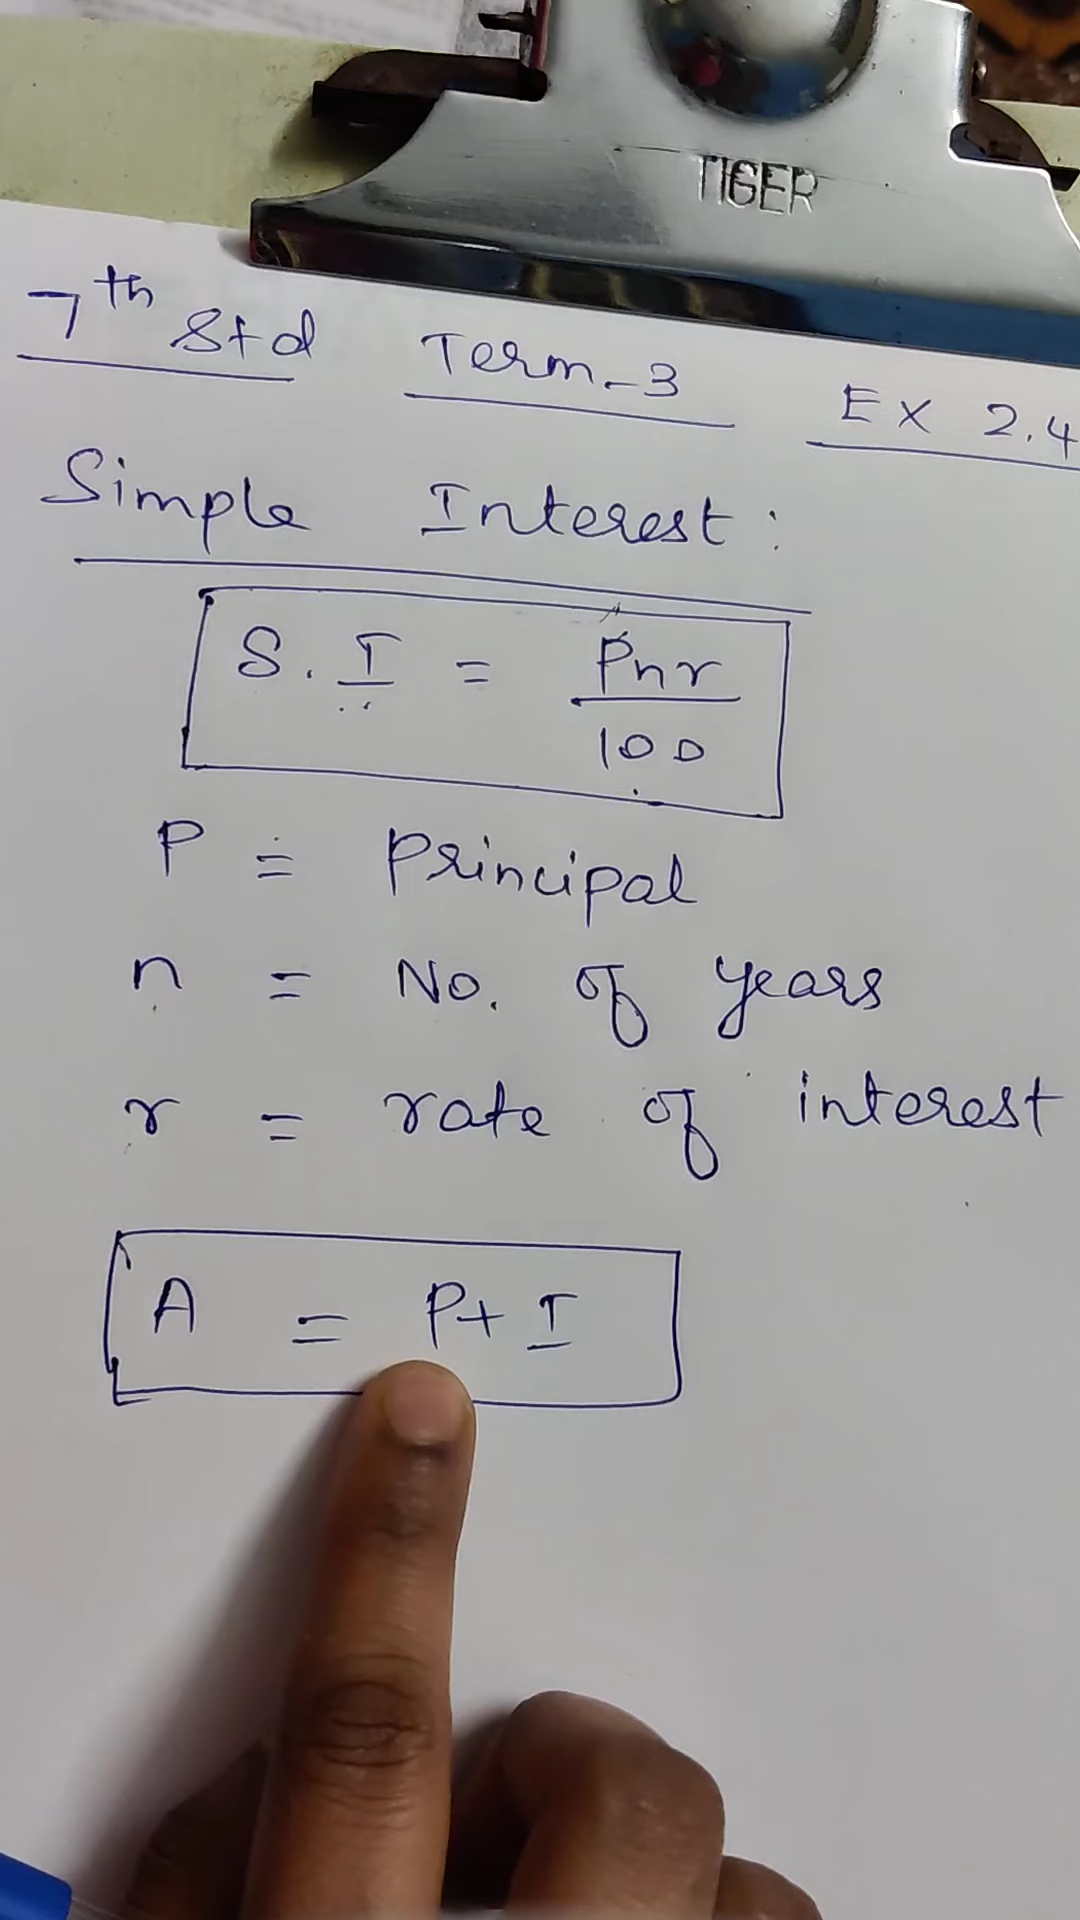 TIGER
7th Std Term-3 Ex 2.4
Simple Interest:
S.I = Pnr
100
P = Principal
n = No. of years
r = rate of interest
A = P+I